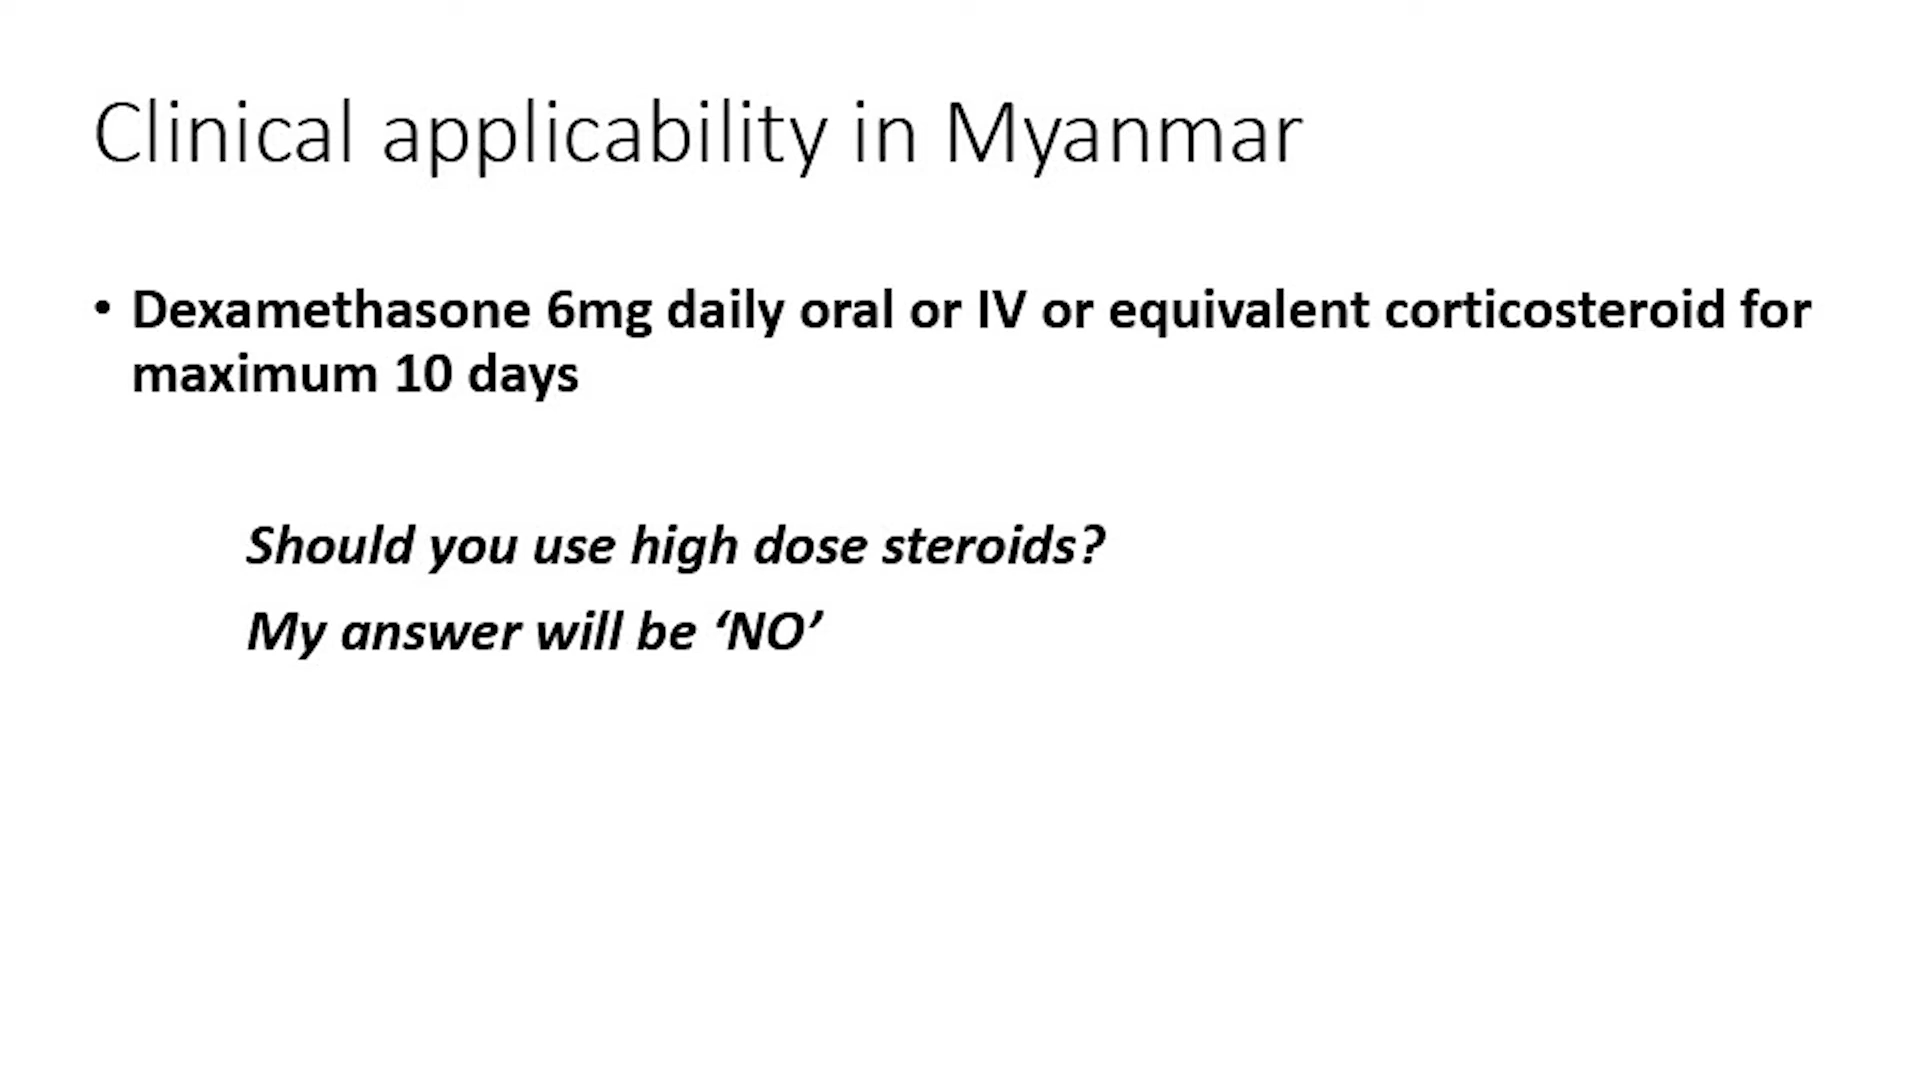 Clinical applicability in Myanmar
• Dexamethasone 6mg daily oral or IV or equivalent corticosteroid for
maximum 10 days
Should you use high dose steroids?
My answer will be ‘NO’